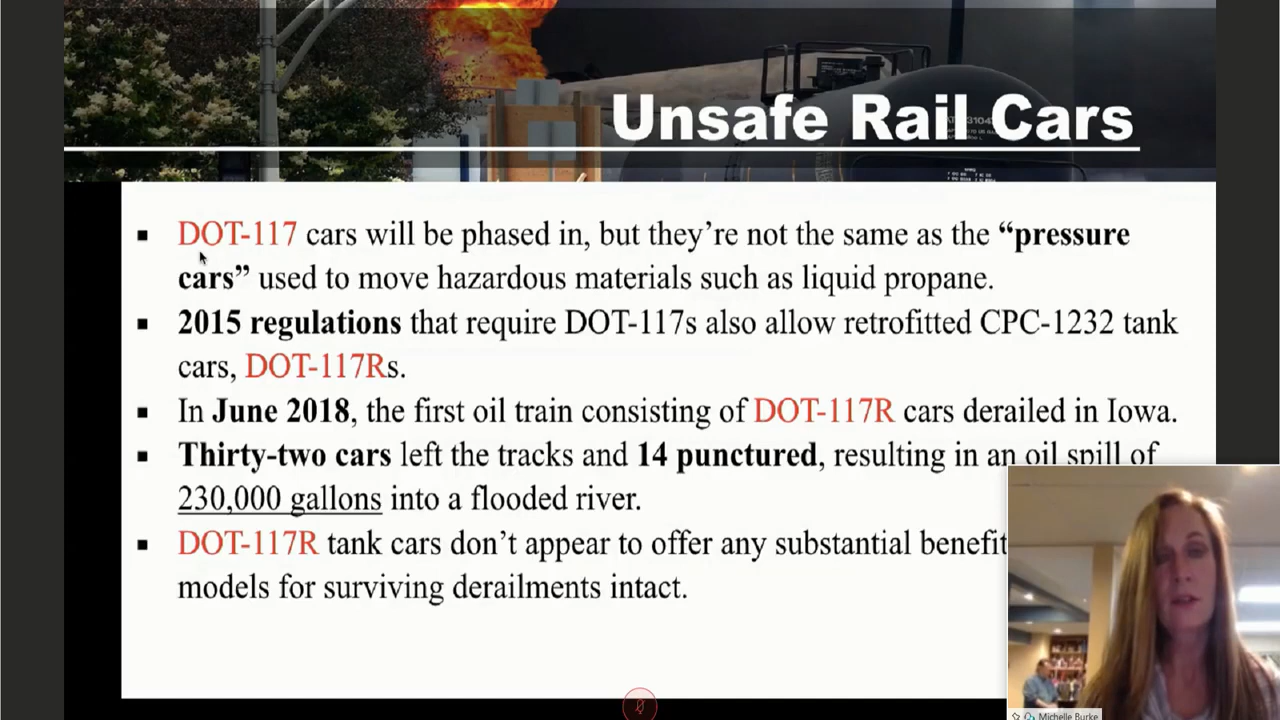 Unsafe Rail Cars
▪ DOT-117 cars will be phased in, but they’re not the same as the “pressure
cars” used to move hazardous materials such as liquid propane.
▪ 2015 regulations that require DOT-117s also allow retrofitted CPC-1232 tank
cars, DOT-117Rs.
▪ In June 2018, the first oil train consisting of DOT-117R cars derailed in Iowa.
▪ Thirty-two cars left the tracks and 14 punctured, resulting in an oil spill of
230,000 gallons into a flooded river.
▪ DOT-117R tank cars don’t appear to offer any substantial benefit
models for surviving derailments intact.
Michelle Burke